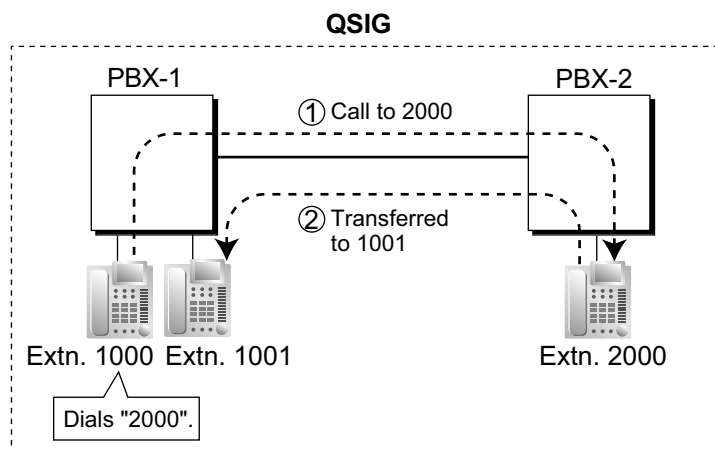 QSIG
PBX-1
PBX-2
① Call to 2000
② Transferred
to 1001
Extn. 1000
Extn. 1001
Extn. 2000
Dials "2000".